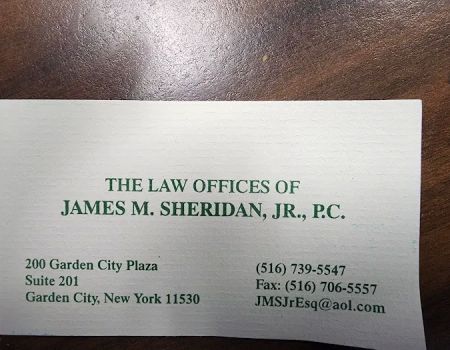 THE LAW OFFICES OF
JAMES M. SHERIDAN, JR., P.C.
200 Garden City Plaza
Suite 201
Garden City, New York 11530
(516) 739-5547
Fax: (516) 706-5557
JMSJrEsq@aol.com